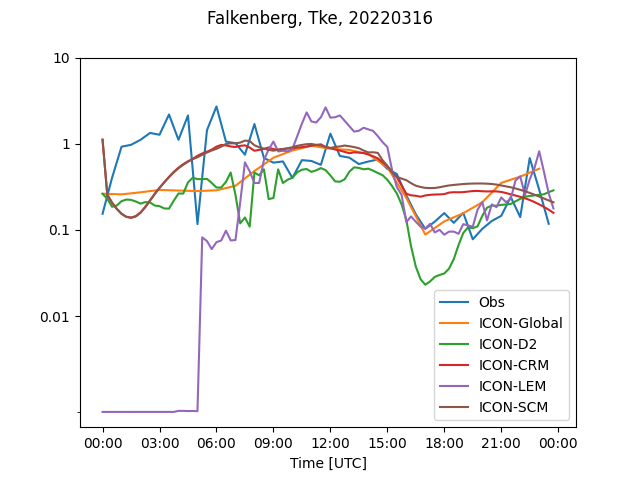 Falkenberg, Tke, 20220316
10
1
0.1
0.01
Obs
ICON-Global
ICON-D2
ICON-CRM
ICON-LEM
ICON-SCM
00:00 03:00 06:00 09:00 12:00 15:00 18:00 21:00 00:00
Time [UTC]